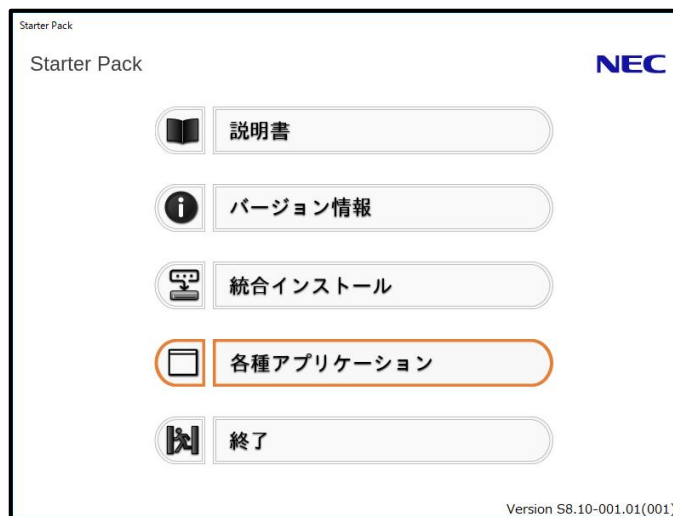 Starter Pack
Starter Pack
NEC
説明書
バージョン情報
統合インストール
各種アプリケーション
終了
Version S8.10-001.01(001)